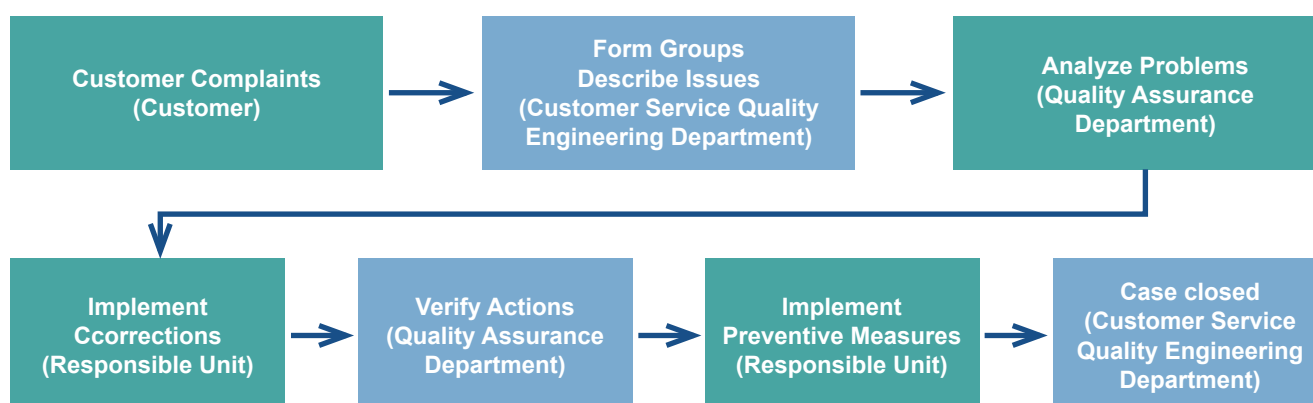 Customer Complaints
(Customer)
Form Groups
Describe Issues
(Customer Service Quality
Engineering Department)
Analyze Problems
(Quality Assurance
Department)
Implement
Ccorrections
(Responsible Unit)
Verify Actions
(Quality Assurance
Department)
Implement
Preventive Measures
(Responsible Unit)
Case closed
(Customer Service
Quality Engineering
Department)